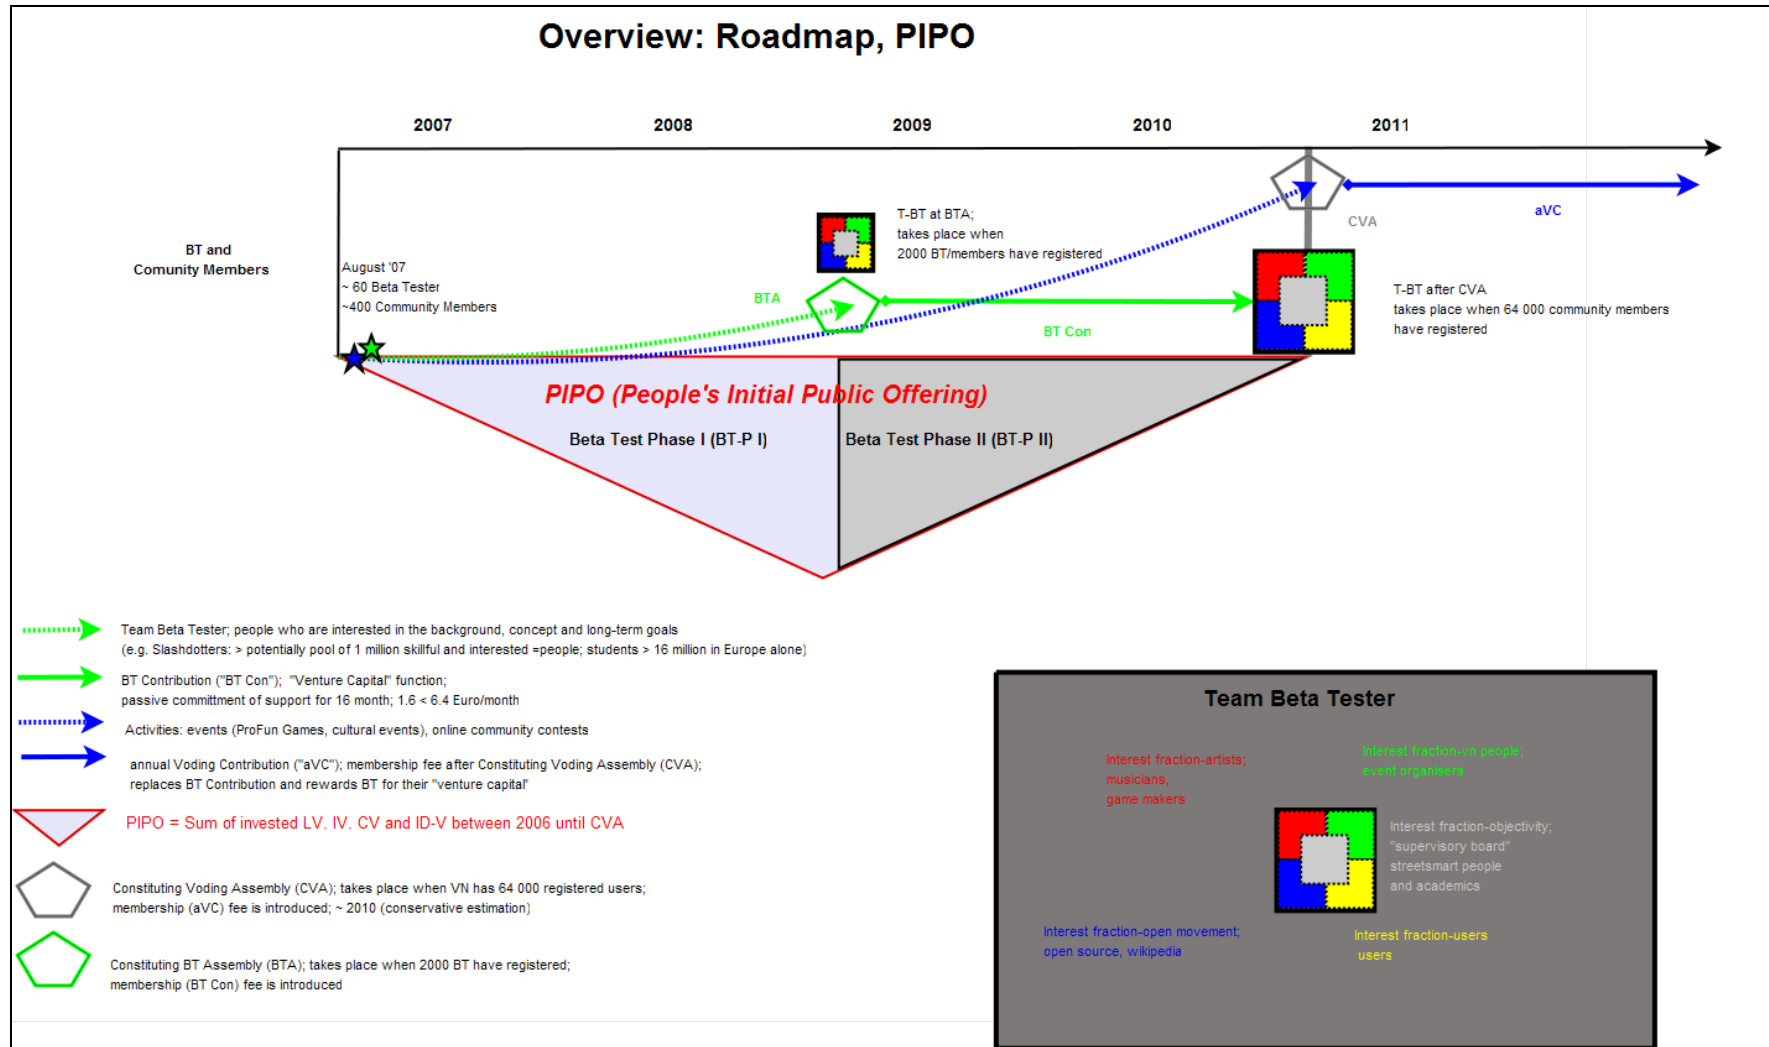 Overview: Roadmap, PIPO
2007
2008
2009
2010
2011
BT and
Comunity Members
August '07
~ 60 Beta Tester
~400 Community Members
T-BT at BTA;
takes place when
2000 BT/members have registered
BTA
BT Con
aVC
CVA
T-BT after CVA
takes place when 64 000 community members
have registered
PIPO (People's Initial Public Offering)
Beta Test Phase I (BT-P I)
Beta Test Phase II (BT-P II)
Team Beta Tester; people who are interested in the background, concept and long-term goals
(e.g. Slashdotters: > potentially pool of 1 million skillful and interested =people; students > 16 million in Europe alone)
BT Contribution ("BT Con"); "Venture Capital" function;
passive committment of support for 16 month; 1.6 < 6.4 Euro/month
Activities: events (ProFun Games, cultural events), online community contests
annual Voding Contribution ("aVC"); membership fee after Constituting Voding Assembly (CVA);
replaces BT Contribution and rewards BT for their "venture capital"
PIPO = Sum of invested LV, IV, CV and ID-V between 2006 until CVA
Constituting Voding Assembly (CVA); takes place when VN has 64 000 registered users;
membership (aVC) fee is introduced; ~ 2010 (conservative estimation)
Constituting BT Assembly (BTA); takes place when 2000 BT have registered;
membership (BT Con) fee is introduced
Team Beta Tester
Interest fraction-artists;
musicians,
game makers
Interest fraction-vn people;
event organisers
Interest fraction-objectivity;
"supervisory board"
streetsmart people
and academics
Interest fraction-open movement;
open source, wikipedia
Interest fraction-users
users